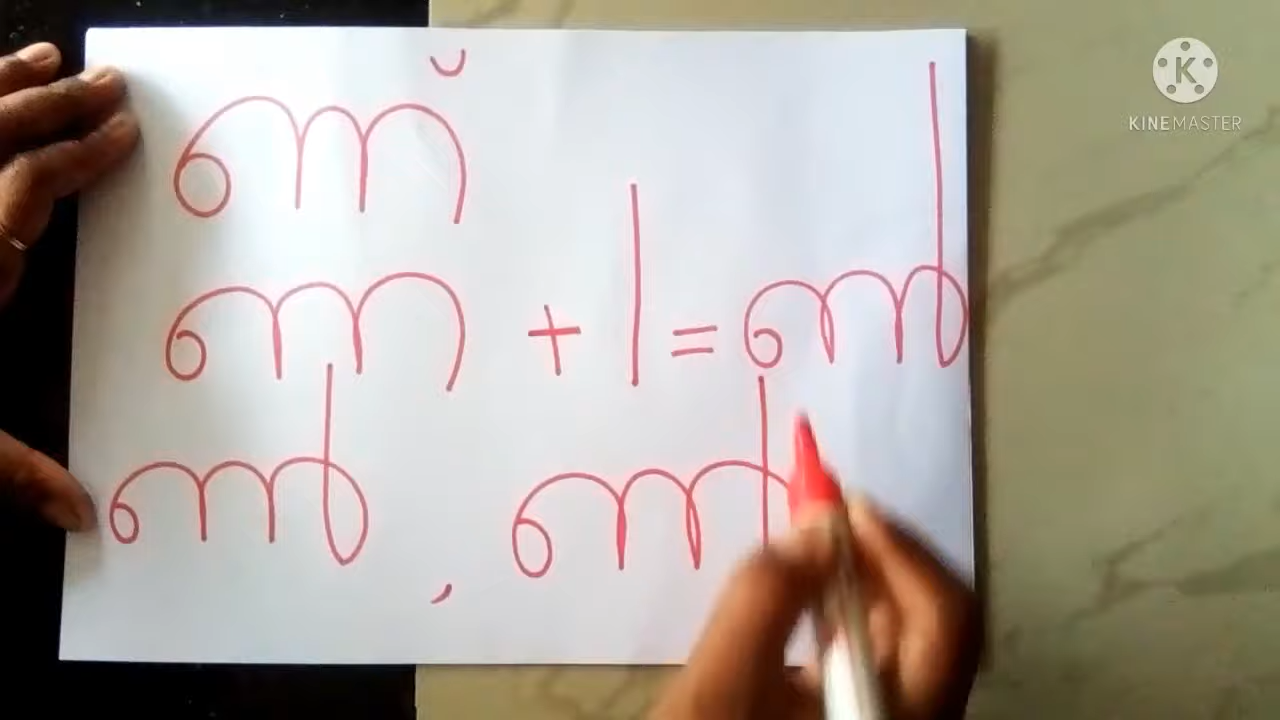 ണ്
ണ + | = ൺ
ൺ , ൺ
K
KINEMASTER